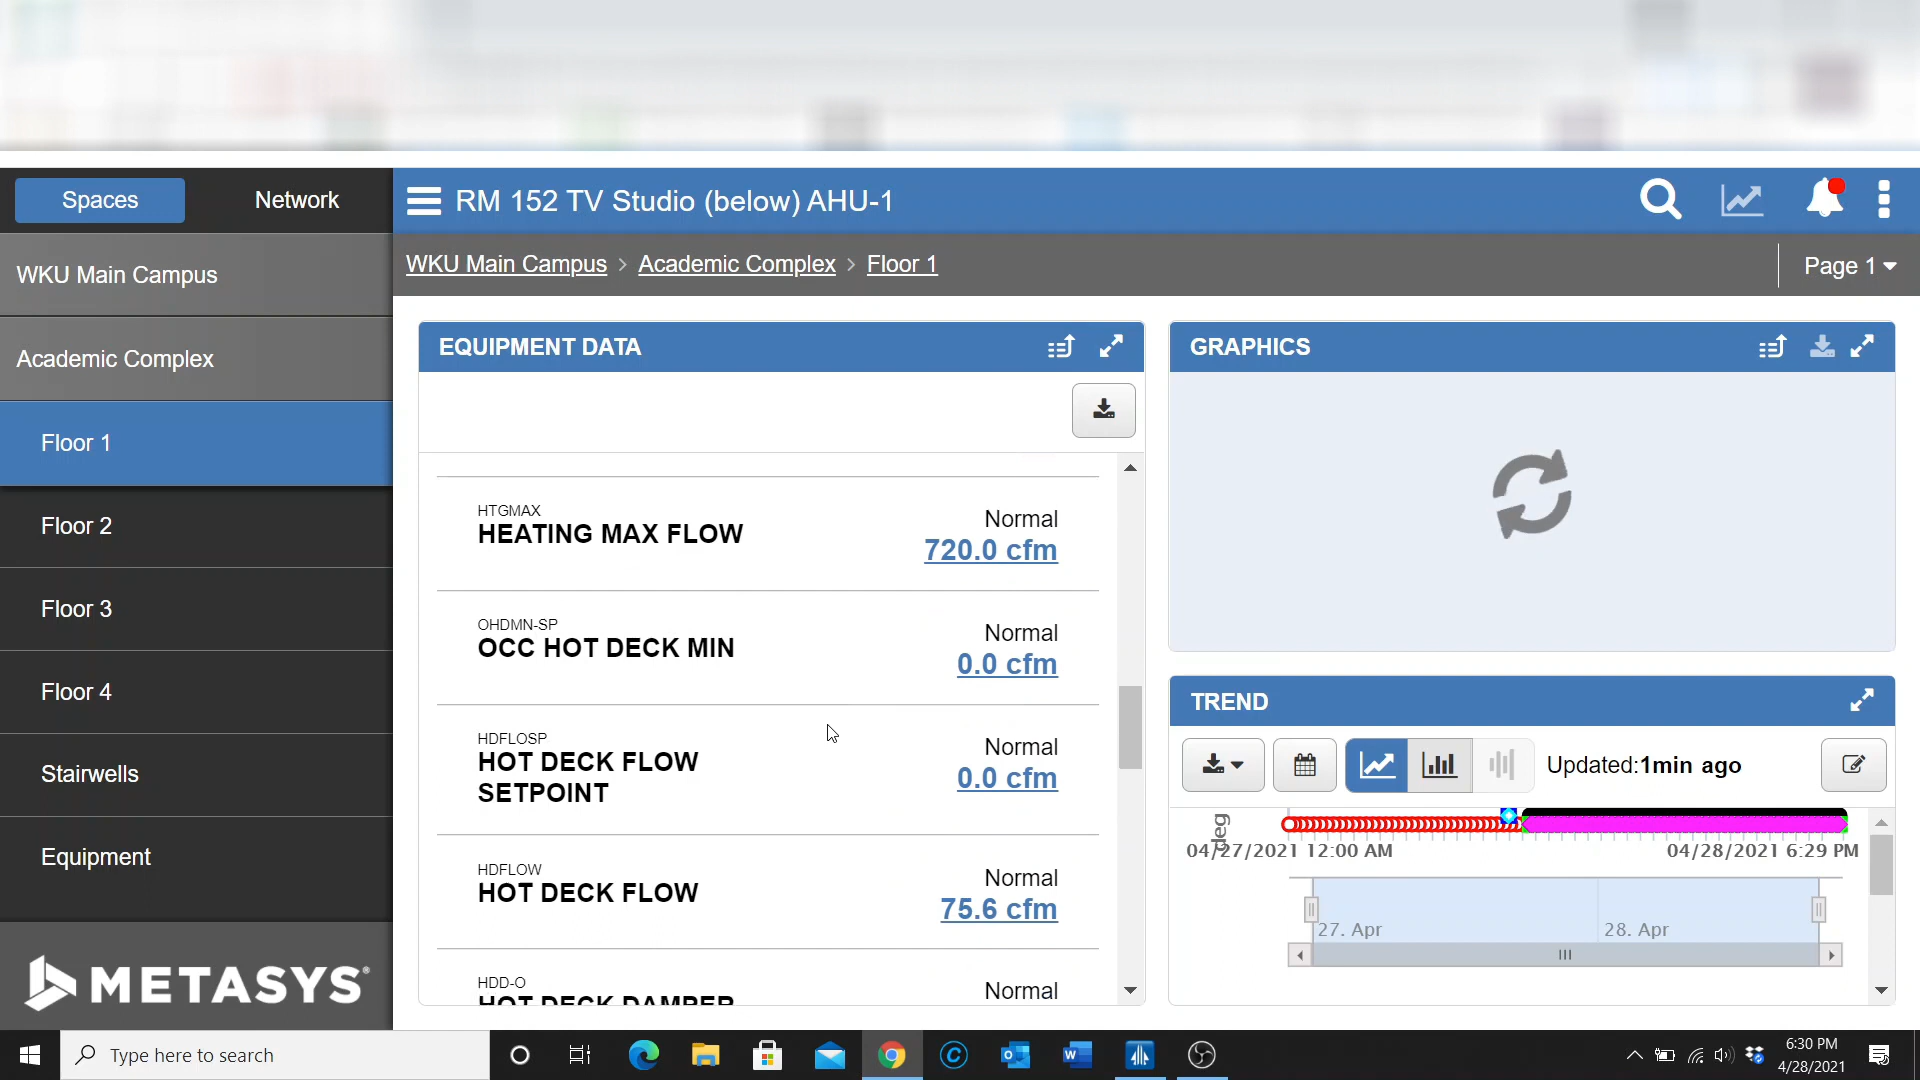 Spaces
Network
RM 152 TV Studio (below) AHU-1
WKU Main Campus
WKU Main Campus > Academic Complex > Floor 1
Page 1
Academic Complex
Floor 1
Floor 2
Floor 3
Floor 4
Stairwells
Equipment
METASYS®
EQUIPMENT DATA
HTGMAX
HEATING MAX FLOW
Normal
720.0 cfm
OHDMN-SP
OCC HOT DECK MIN
Normal
0.0 cfm
HDFLOSP
HOT DECK FLOW
SETPOINT
Normal
0.0 cfm
HDFLOW
HOT DECK FLOW
Normal
75.6 cfm
HDD-O
HOT DECK DAMPER
Normal
GRAPHICS
TREND
Updated:1min ago
deg
04/27/2021 12:00 AM
04/28/2021 6:29 PM
27. Apr
28. Apr
Type here to search
6:30 PM
4/28/2021